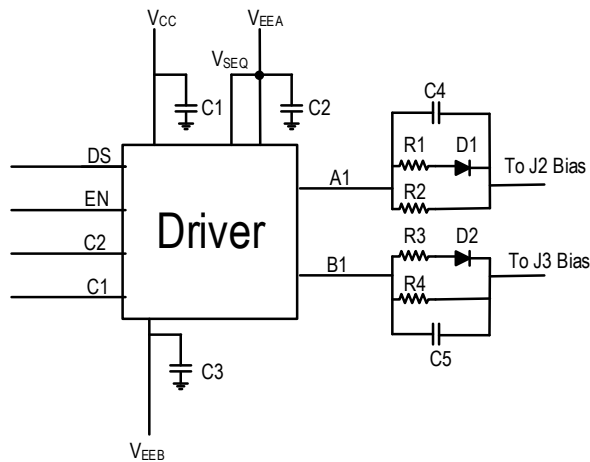 VCC
VEEA
VSEQ
C1
C2
C4
DS
EN
C2
C1
Driver
A1
R1
D1
R2
To J2 Bias
B1
R3
D2
R4
To J3 Bias
C5
C3
VEEB